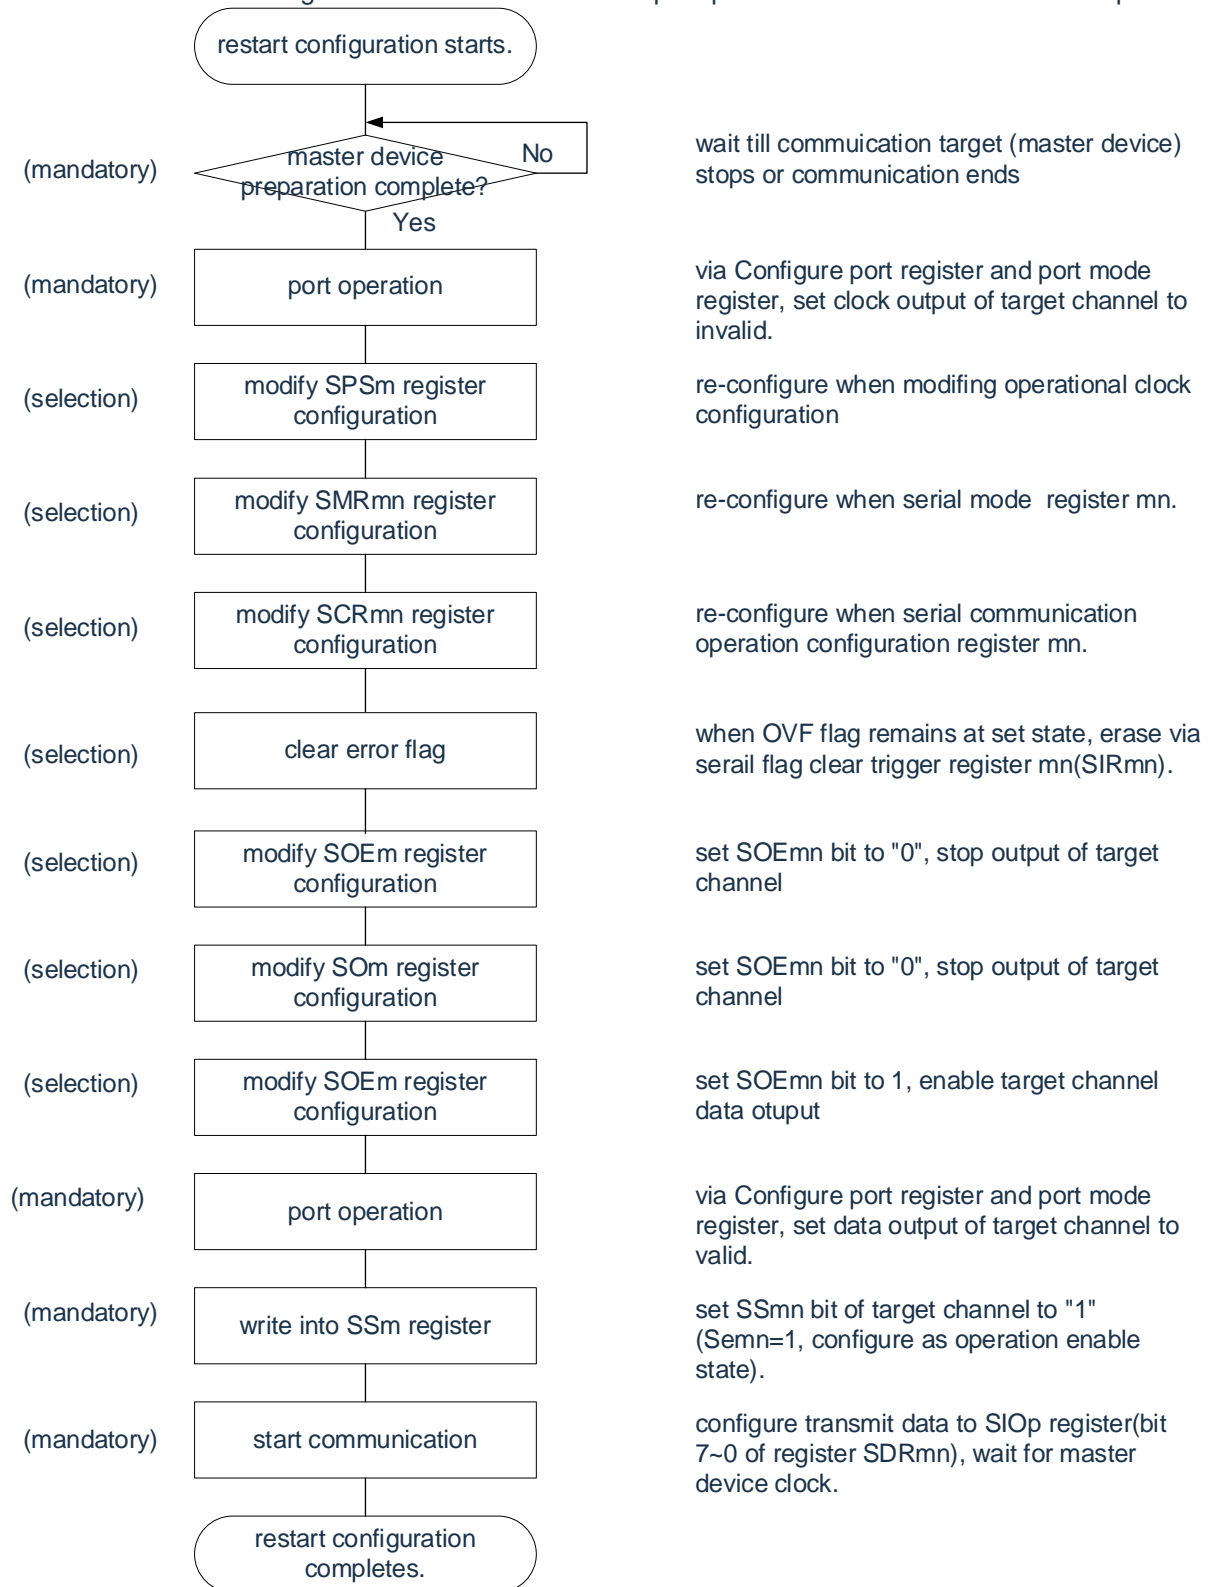 restart configuration starts.
(mandatory)
master device
preparation complete?
No
Yes
wait till commuication target (master device)
stops or communication ends
(mandatory)
port operation
via Configure port register and port mode
register, set clock output of target channel to
invalid.
(selection)
modify SPSm register
configuration
re-configure when modifing operational clock
configuration
(selection)
modify SMRmn register
configuration
re-configure when serial mode  register mn.
(selection)
modify SCRmn register
configuration
re-configure when serial communication
operation configuration register mn.
(selection)
clear error flag
when OVF flag remains at set state, erase via
serail flag clear trigger register mn(SIRmn).
(selection)
modify SOEm register
configuration
set SOEmn bit to "0", stop output of target
channel
(selection)
modify SOm register
configuration
set SOEmn bit to "0", stop output of target
channel
(selection)
modify SOEm register
configuration
set SOEmn bit to 1, enable target channel
data otuput
(mandatory)
port operation
via Configure port register and port mode
register, set data output of target channel to
valid.
(mandatory)
write into SSm register
set SSmn bit of target channel to "1"
(Semn=1, configure as operation enable
state).
(mandatory)
start communication
configure transmit data to SIOp register(bit
7~0 of register SDRmn), wait for master
device clock.
restart configuration
completes.